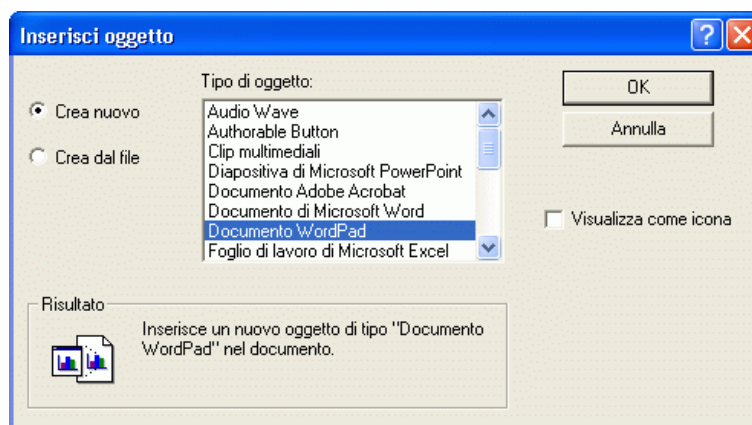 Inserisci oggetto
Tipo di oggetto:
Crea nuovo
Crea dal file
Audio Wave
Authorable Button
Clip multimediali
Diapositiva di Microsoft PowerPoint
Documento Adobe Acrobat
Documento di Microsoft Word
Documento WordPad
Foglio di lavoro di Microsoft Excel
OK
Annulla
Visualizza come icona
Risultato
Inserisce un nuovo oggetto di tipo "Documento
WordPad" nel documento.